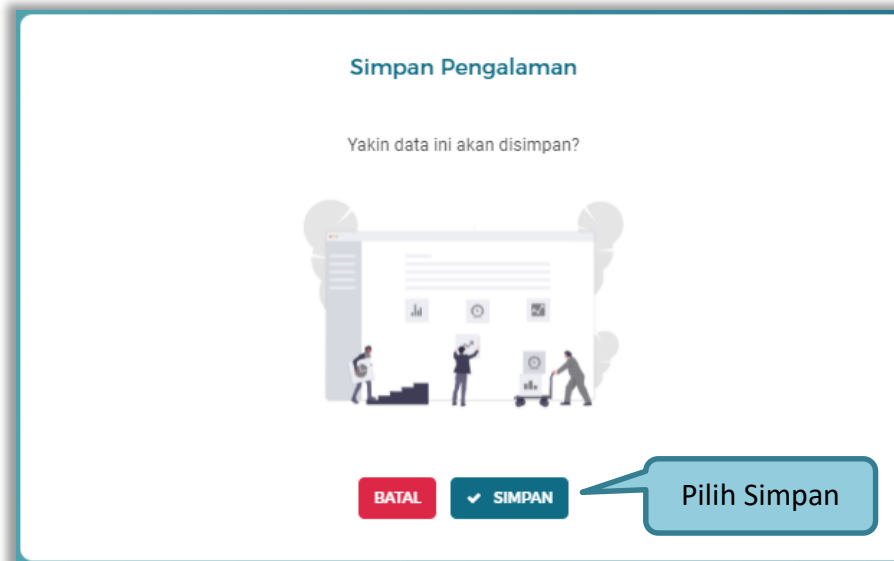 Simpan Pengalaman
Yakin data ini akan disimpan?
BATAL
SIMPAN
Pilih Simpan